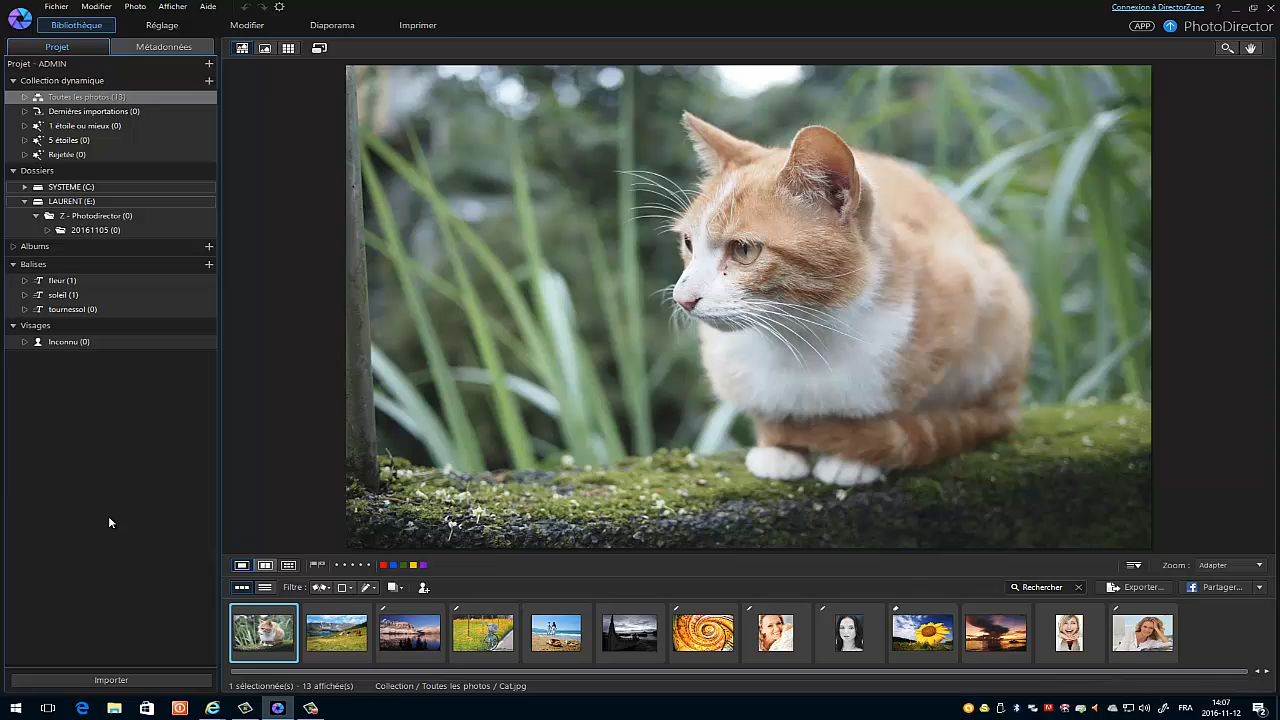 Fichier Modifier Photo Afficher Aide
Connexion à DirectorZone ?
Bibliothèque Réglage Modifier Diaporama Imprimer
APP PhotoDirector
Projet Métadonnées
Projet - ADMIN
Collection dynamique
Toutes les photos (13)
Dernières importations (0)
1 étoile ou mieux (0)
5 étoiles (0)
Rejetée (0)
Dossiers
SYSTEME (C:)
LAURENT (E:)
Z - Photodirector (0)
20161105 (0)
Albums
Balises
fleur (1)
soleil (1)
tournessol (0)
Visages
Inconnu (0)
Zoom : Adapter
Filtre : Rechercher Exporter... Partager...
Importer
1 sélectionnée(s) - 13 affichée(s) Collection / Toutes les photos / Cat.jpg
FRA
14:07
2016-11-12